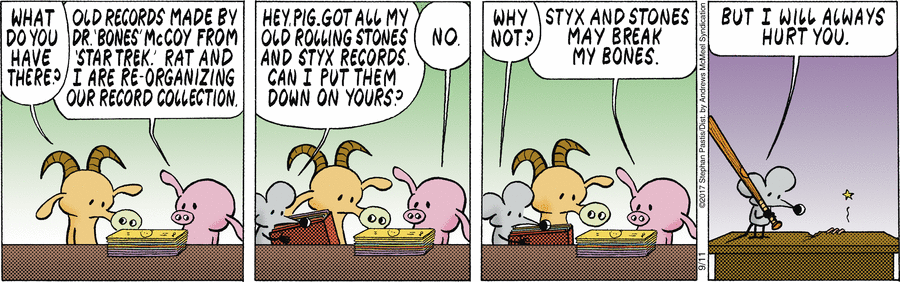 WHAT
DO YOU
HAVE
THERE?
OLD RECORDS MADE BY
DR. 'BONES' McCOY FROM
'STAR TREK.' RAT AND
I ARE RE-ORGANIZING
OUR RECORD COLLECTION.
HEY, PIG. GOT ALL MY
OLD ROLLING STONES
AND STYX RECORDS.
CAN I PUT THEM
DOWN ON YOURS?
NO.
WHY
NOT?
STYX AND STONES
MAY BREAK
MY BONES.
©2017 Stephan Pastis/Dist. by Andrews McMeel Syndication
9/11
BUT I WILL ALWAYS
HURT YOU.